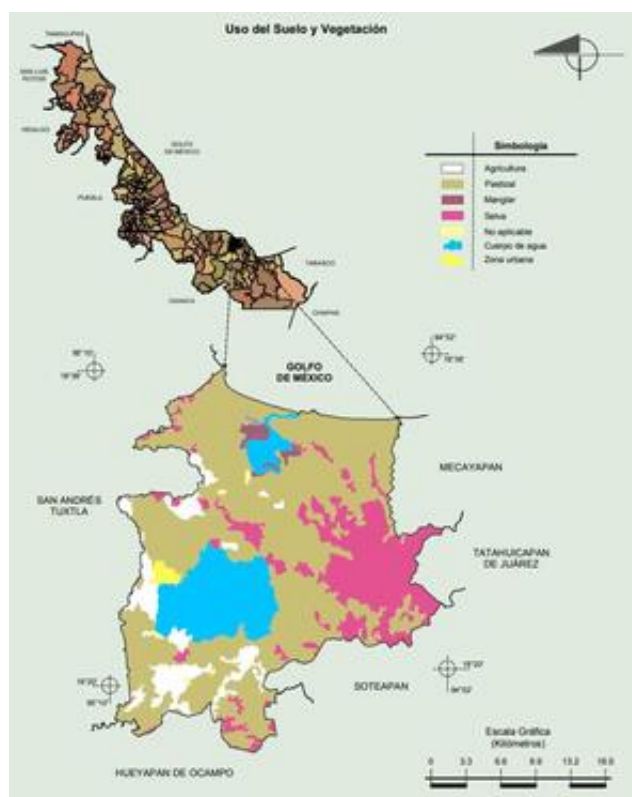 Uso del Suelo y Vegetación
TAMAULIPAS
SAN LUIS
POTOSÍ
HIDALGO
GOLFO
DE MÉXICO
PUEBLA
TABASCO
OAXACA
CHIAPAS
Simbología
Agricultura
Pastizal
Manglar
Selva
No aplicable
Cuerpo de agua
Zona urbana
GOLFO
DE MÉXICO
MECAYAPAN
SAN ANDRÉS
TUXTLA
TATAHUICAPAN
DE JUÁREZ
SOTEAPAN
HUEYAPAN DE OCAMPO
Escala Gráfica
(Kilómetros)
0 3.3 6.6 9.9 13.2 16.5